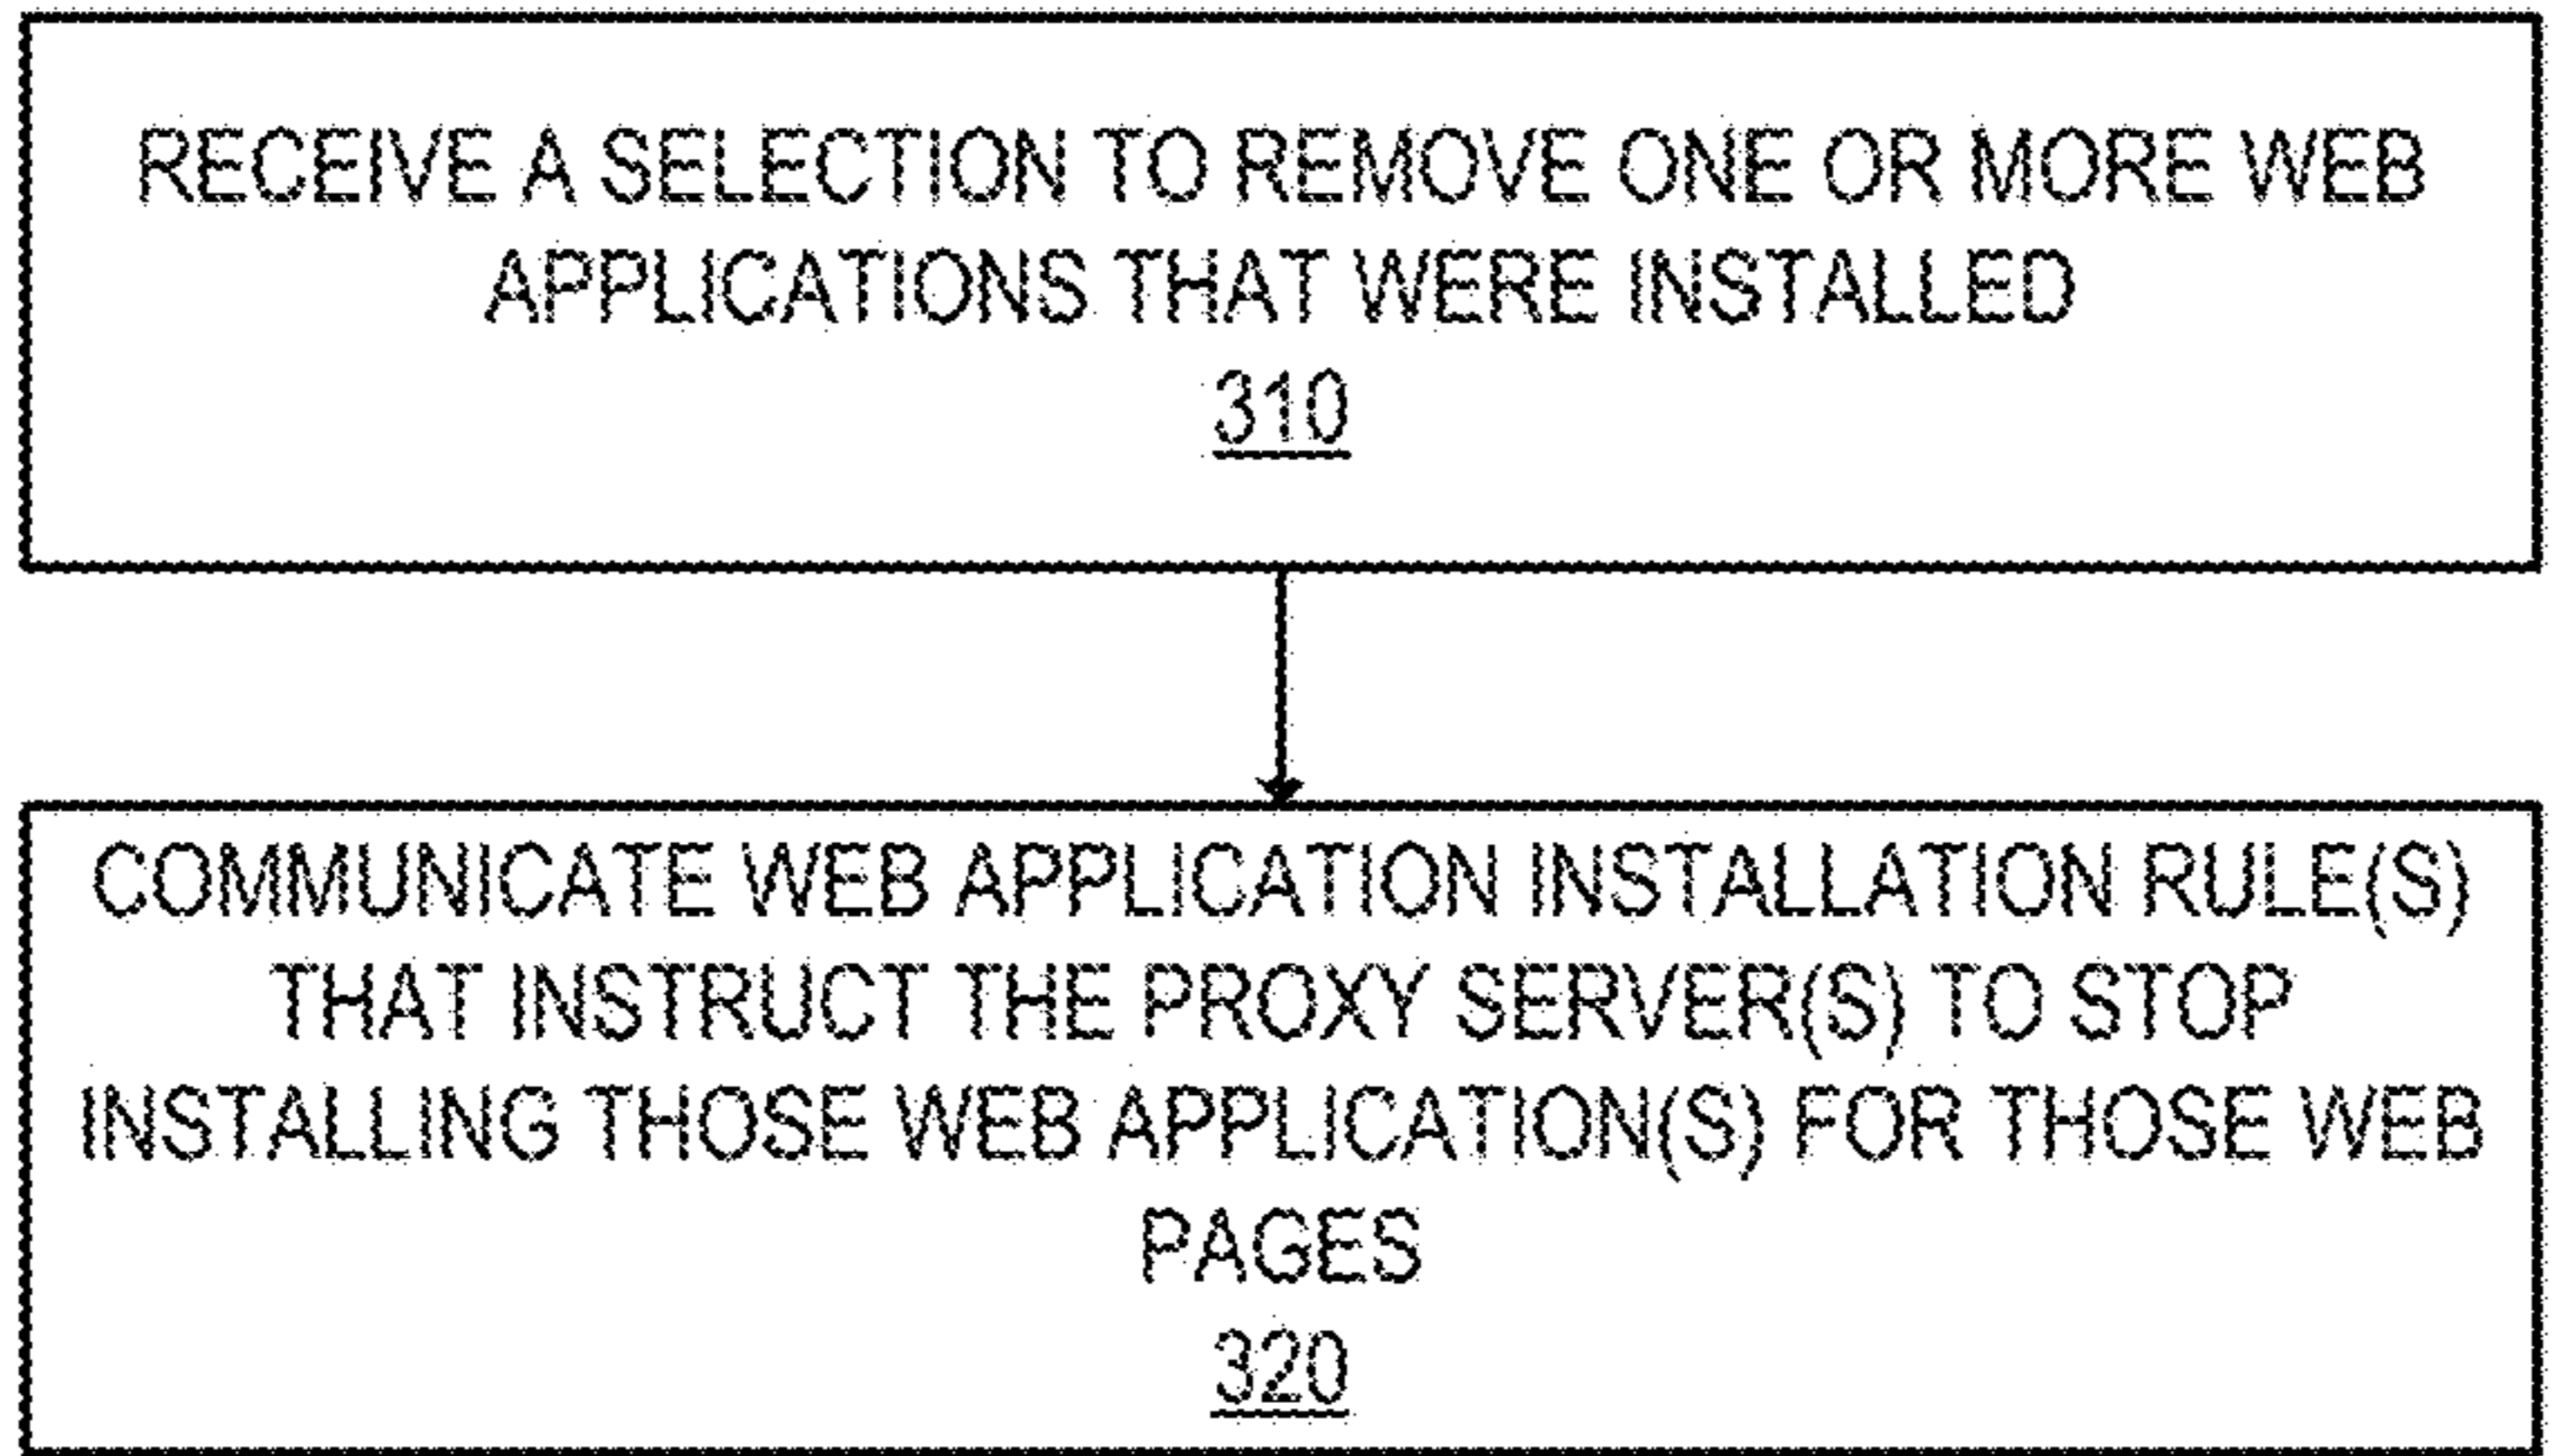 RECEIVE A SELECTION TO REMOVE ONE OR MORE WEB
APPLICATIONS THAT WERE INSTALLED
310
COMMUNICATE WEB APPLICATION INSTALLATION RULE(S)
THAT INSTRUCT THE PROXY SERVER(S) TO STOP
INSTALLING THOSE WEB APPLICATION(S) FOR THOSE WEB
PAGES
320